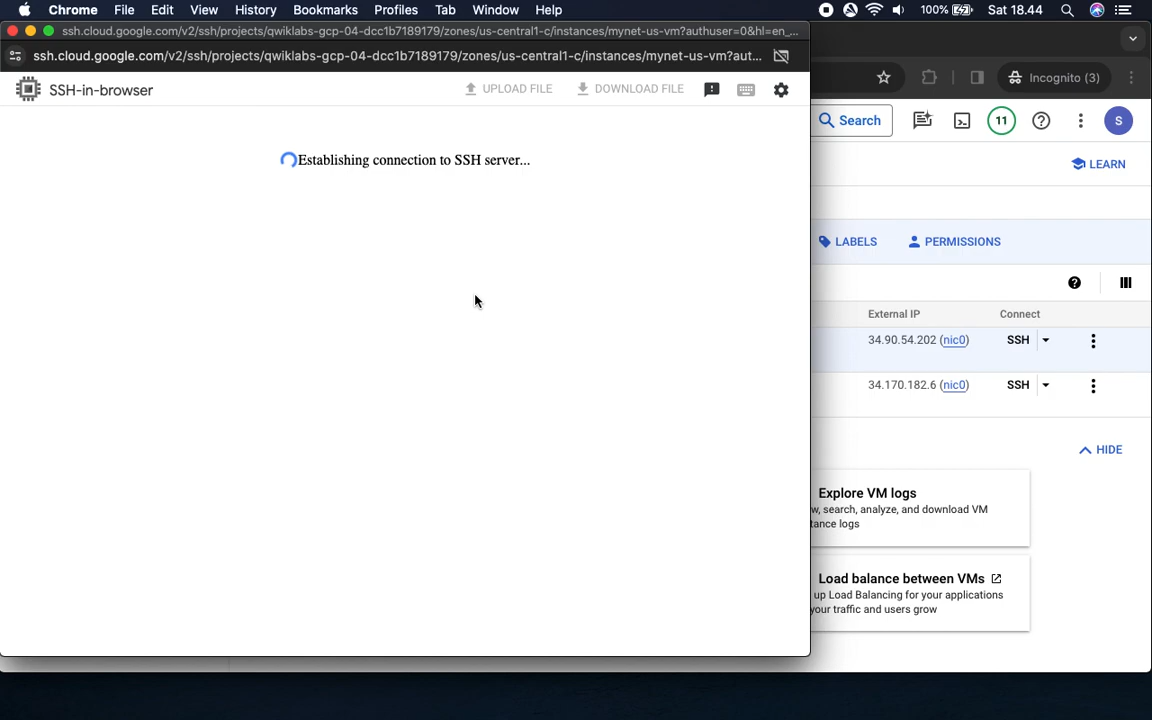 Chrome File Edit View History Bookmarks Profiles Tab Window Help 100% Sat 18.44
ssh.cloud.google.com/v2/ssh/projects/qwiklabs-gcp-04-dcc1b7189179/zones/us-central1-c/instances/mynet-us-vm?authuser=0&hl=en_...
ssh.cloud.google.com/v2/ssh/projects/qwiklabs-gcp-04-dcc1b7189179/zones/us-central1-c/instances/mynet-us-vm?aut...
Incognito (3)
SSH-in-browser UPLOAD FILE DOWNLOAD FILE
Search 11 S
Establishing connection to SSH server...
LEARN
LABELS PERMISSIONS
External IP Connect
34.90.54.202 (nic0) SSH
34.170.182.6 (nic0) SSH
HIDE
Explore VM logs
w, search, analyze, and download VM
tance logs
Load balance between VMs
up Load Balancing for your applications
your traffic and users grow